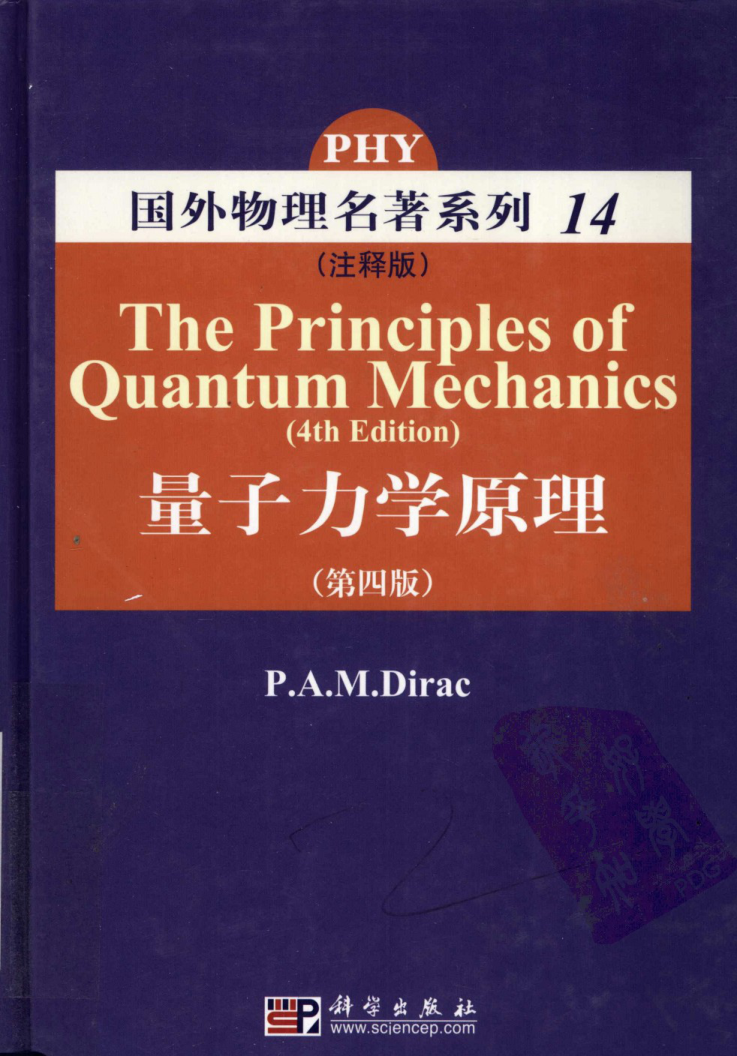 PHY
国外物理名著系列 14
(注释版)
The Principles of
Quantum Mechanics
(4th Edition)
量子力学原理
(第四版)
P.A.M.Dirac
PDG
科学出版社
www.sciencep.com